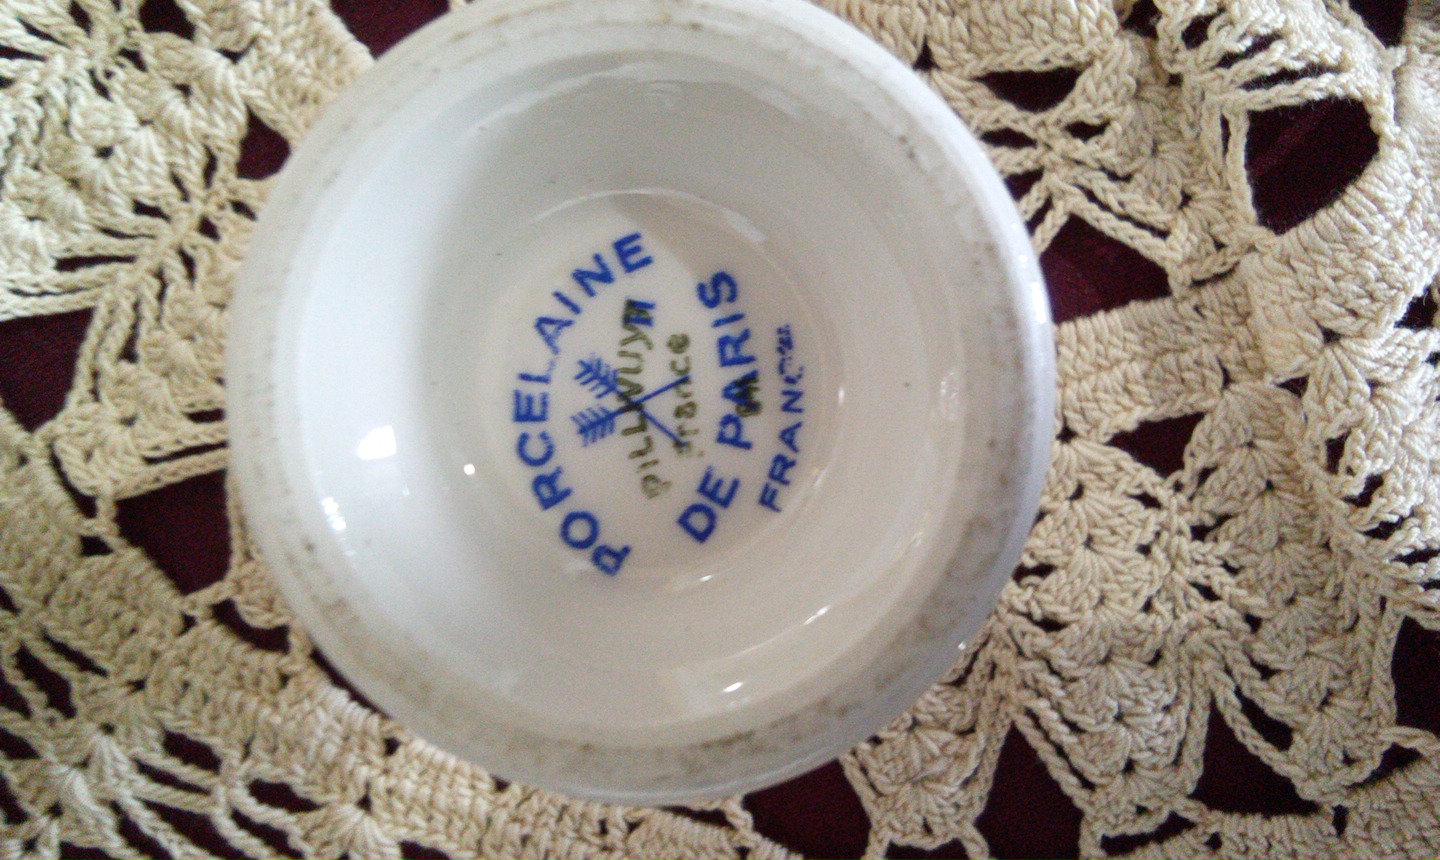 PORCELAINE
PILLIVUYT
France
DE PARIS
FRANCE